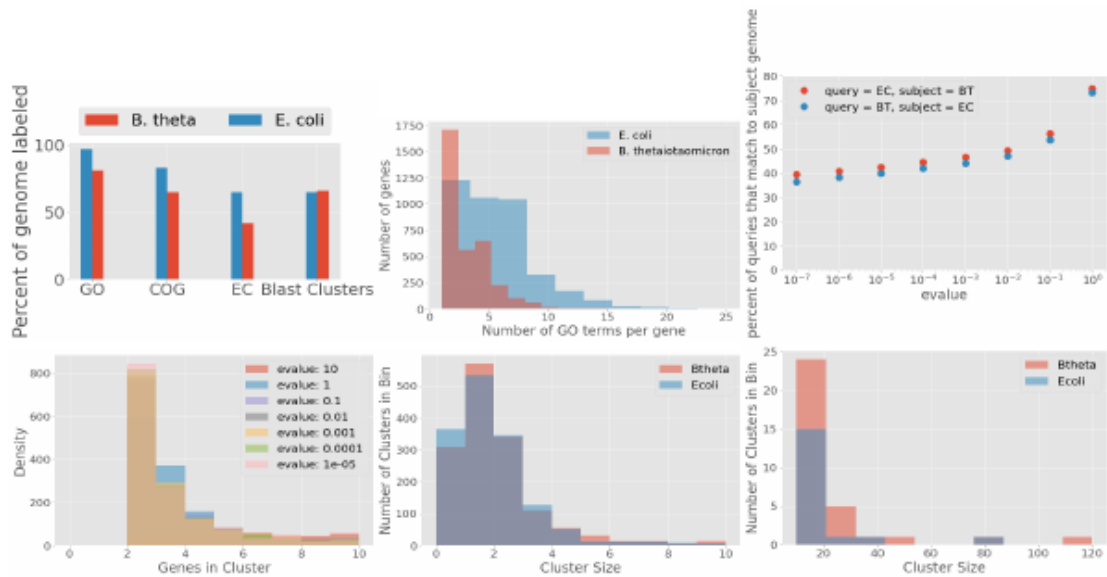 Percent of genome labeled
B. theta
E. coli
100
50
0
GO
COG
EC
Blast Clusters
Number of genes
1750
1500
1250
1000
750
500
250
0
E. coli
B. thetaiotaomicron
0
5
10
15
20
25
Number of GO terms per gene
percent of queries that match to subject genome
80
70
60
50
40
30
20
10
0
query = EC, subject = BT
query = BT, subject = EC
10⁻⁷
10⁻⁶
10⁻⁵
10⁻⁴
10⁻³
10⁻²
10⁻¹
10⁰
evalue
Density
800
600
400
200
0
evalue: 10
evalue: 1
evalue: 0.1
evalue: 0.01
evalue: 0.001
evalue: 0.0001
evalue: 1e-05
0
2
4
6
8
10
Genes in Cluster
Number of Clusters in Bin
500
400
300
200
100
0
Btheta
Ecoli
0
2
4
6
8
10
Cluster Size
Number of Clusters in Bin
25
20
15
10
5
0
Btheta
Ecoli
20
40
60
80
100
120
Cluster Size